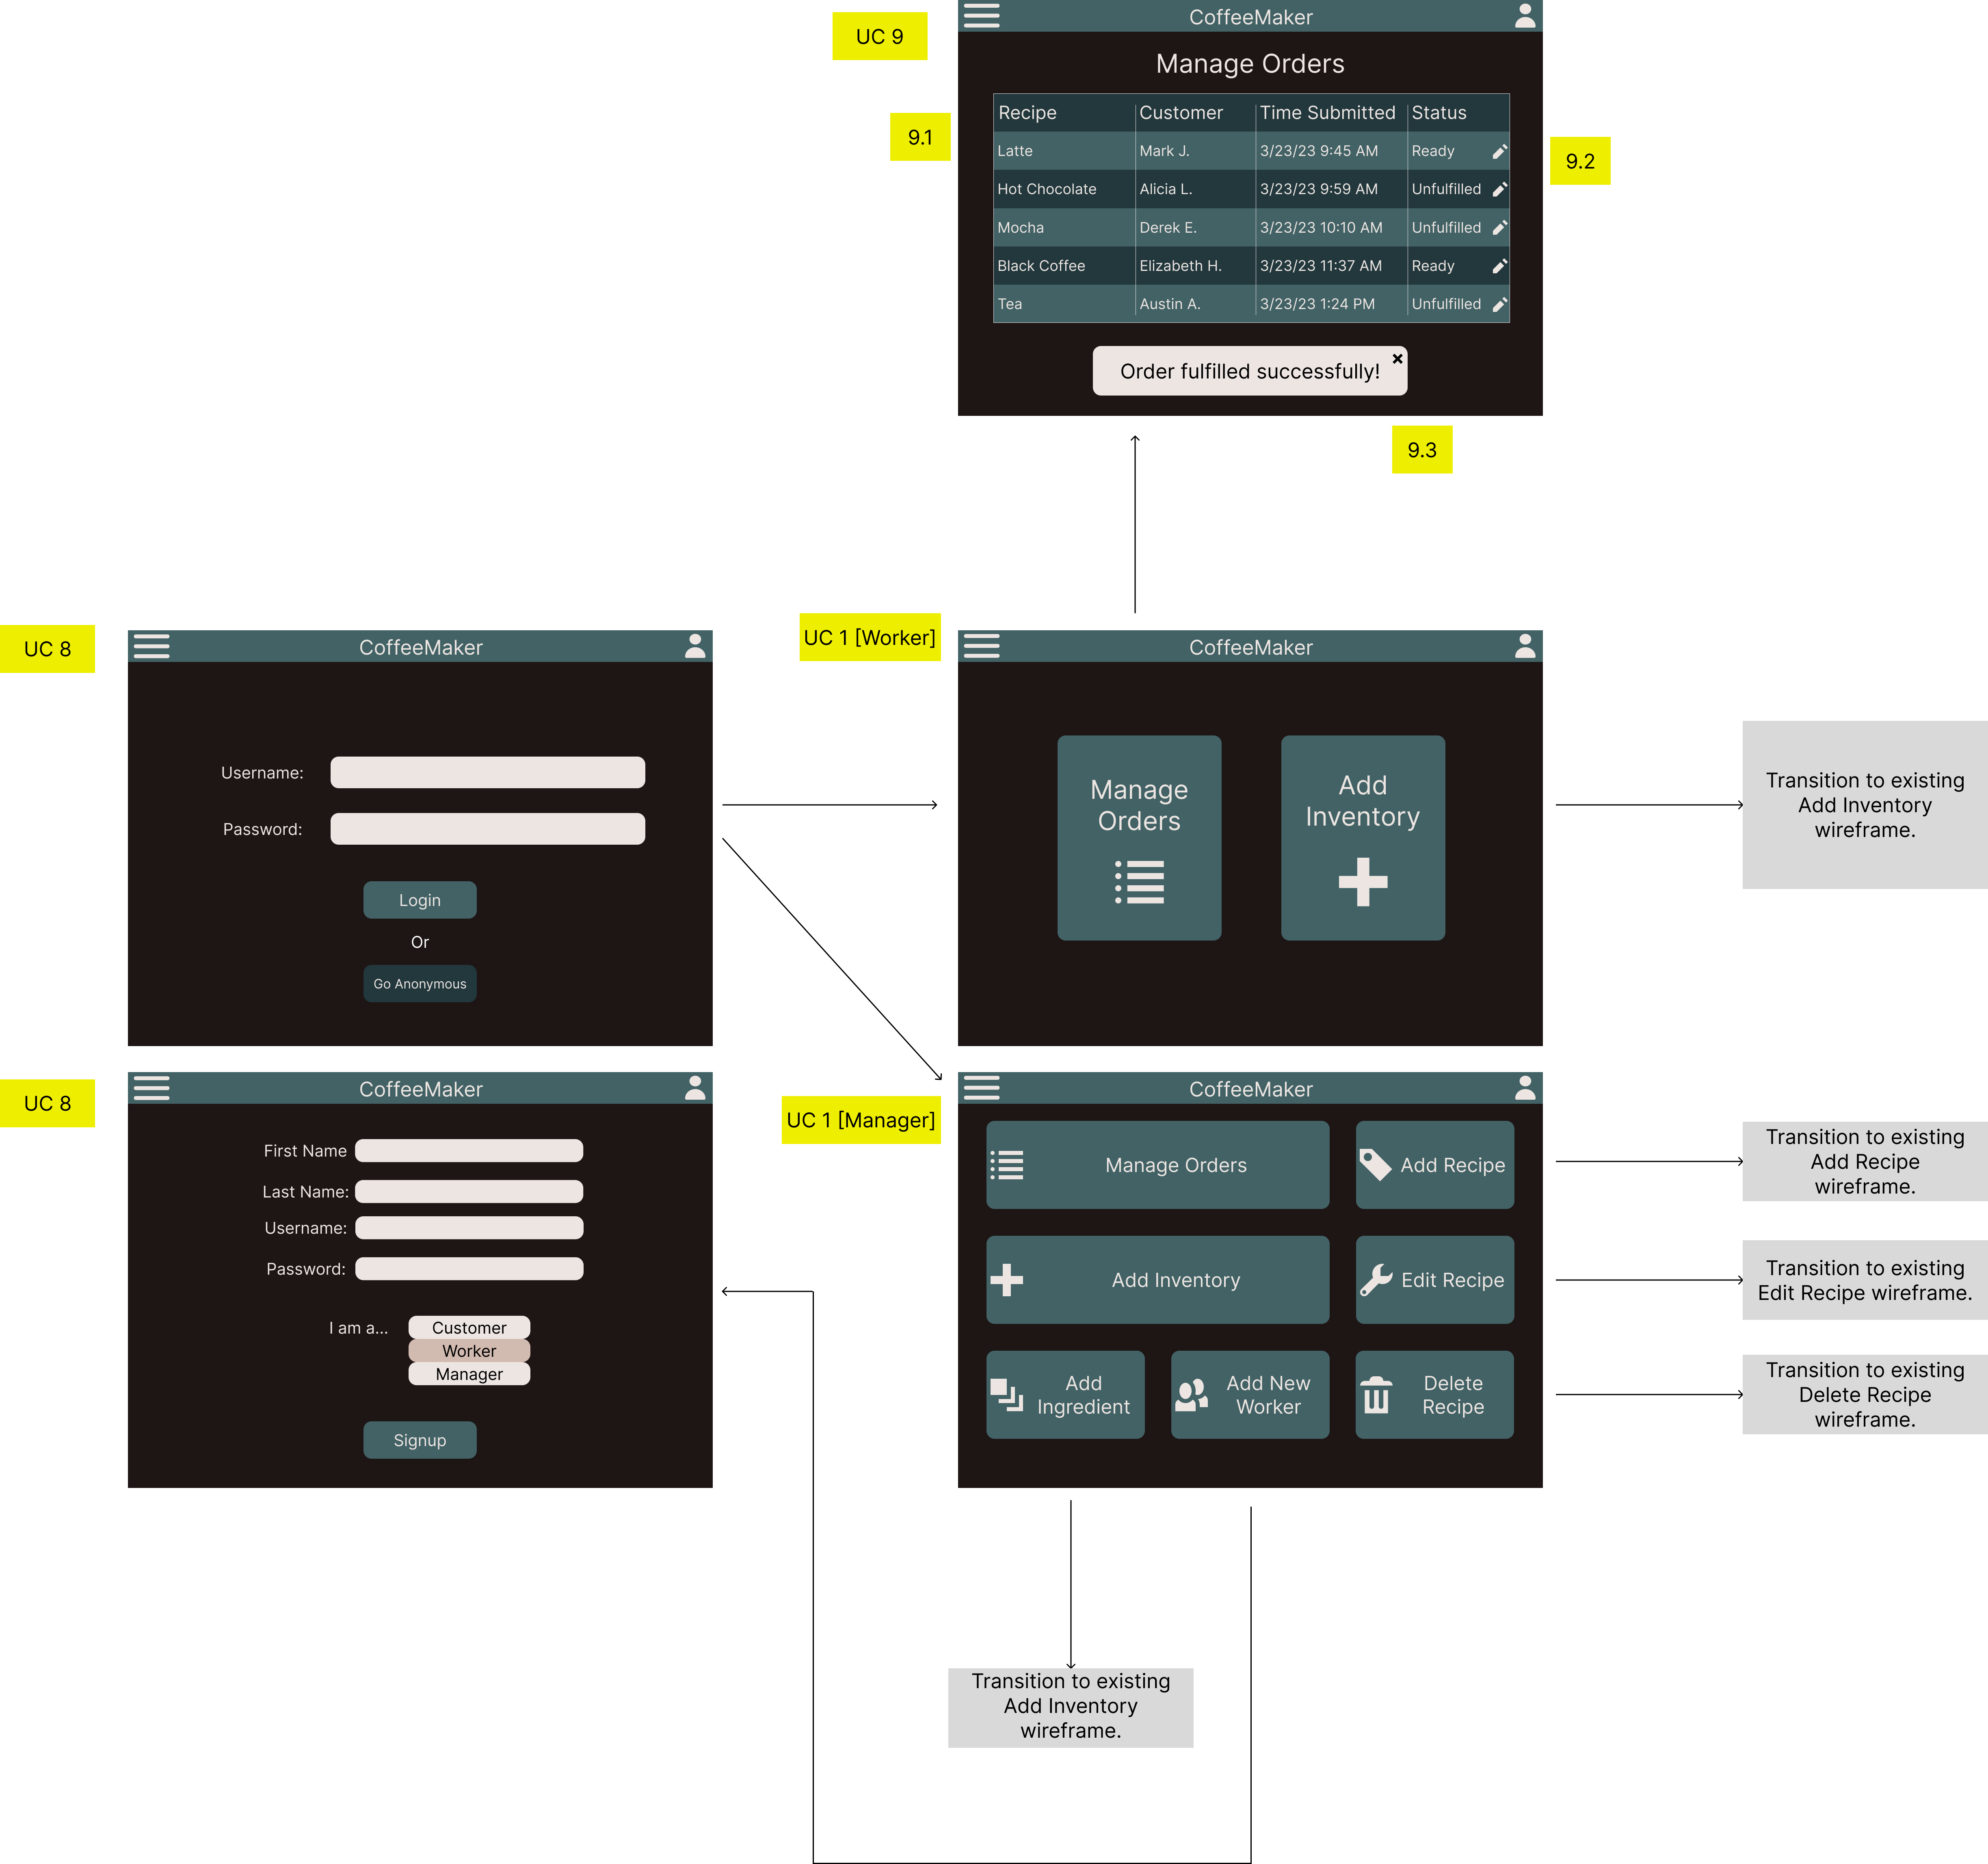 UC 9
CoffeeMaker
Manage Orders
9.1
Recipe Customer Time Submitted Status
Latte Mark J. 3/23/23 9:45 AM Ready
Hot Chocolate Alicia L. 3/23/23 9:59 AM Unfulfilled
Mocha Derek E. 3/23/23 10:10 AM Unfulfilled
Black Coffee Elizabeth H. 3/23/23 11:37 AM Ready
Tea Austin A. 3/23/23 1:24 PM Unfulfilled
9.2
Order fulfilled successfully!
9.3
UC 8
CoffeeMaker
Username:
Password:
Login
Or
Go Anonymous
UC 1 [Worker]
CoffeeMaker
Manage
Orders
Add
Inventory
Transition to existing
Add Inventory
wireframe.
UC 8
CoffeeMaker
First Name
Last Name:
Username:
Password:
I am a...
Customer
Worker
Manager
Signup
UC 1 [Manager]
CoffeeMaker
Manage Orders
Add Recipe
Add Inventory
Edit Recipe
Add
Ingredient
Add New
Worker
Delete
Recipe
Transition to existing
Add Recipe
wireframe.
Transition to existing
Edit Recipe wireframe.
Transition to existing
Delete Recipe
wireframe.
Transition to existing
Add Inventory
wireframe.